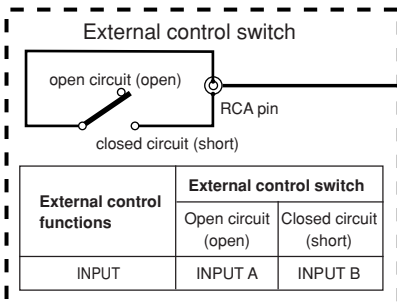 External control switch
open circuit (open)
RCA pin
closed circuit (short)
External control functions
External control switch
Open circuit (open)
Closed circuit (short)
INPUT
INPUT A
INPUT B